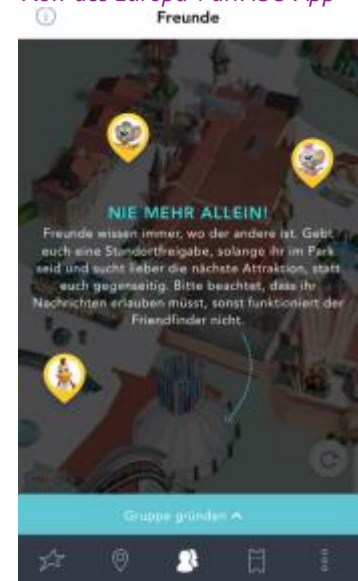 Freunde
NIE MEHR ALLEIN!
Freunde wissen immer, wo der andere ist. Gebt
euch eine Standortfreigabe, solange ihr im Park
seid und sucht lieber die nächste Attraktion, statt
euch gegenseitig. Bitte beachtet, dass ihr
Nachrichten erlauben müsst, sonst funktioniert der
Friendfinder nicht.
Gruppe gründen